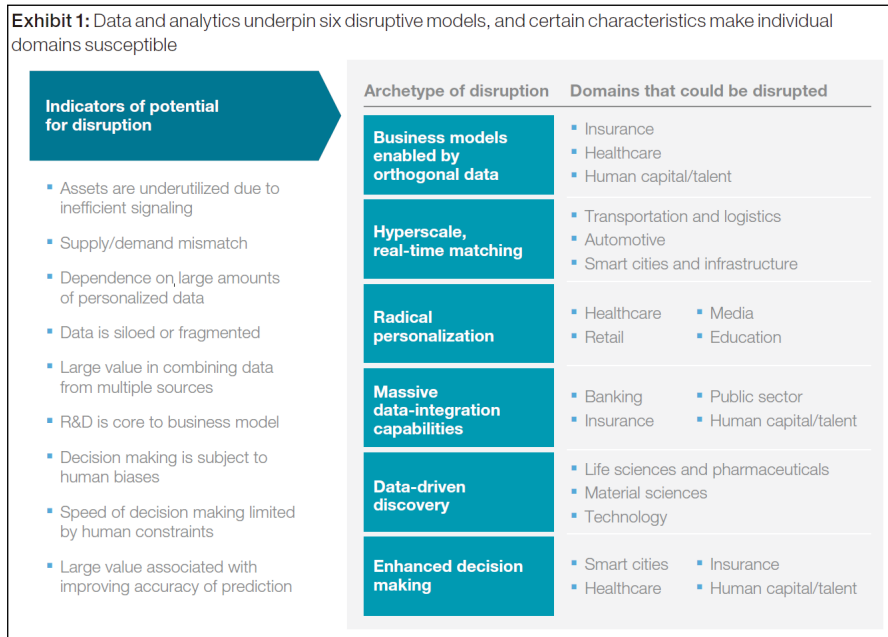 Exhibit 1: Data and analytics underpin six disruptive models, and certain characteristics make individual
domains susceptible
Indicators of potential
for disruption
Assets are underutilized due to
inefficient signaling
Supply/demand mismatch
Dependence on large amounts
of personalized data
Data is siloed or fragmented
Large value in combining data
from multiple sources
R&D is core to business model
Decision making is subject to
human biases
Speed of decision making limited
by human constraints
Large value associated with
improving accuracy of prediction
Archetype of disruption
Domains that could be disrupted
Business models
enabled by
orthogonal data
Insurance
Healthcare
Human capital/talent
Hyperscale,
real-time matching
Transportation and logistics
Automotive
Smart cities and infrastructure
Radical
personalization
Healthcare
Retail
Media
Education
Massive
data-integration
capabilities
Banking
Insurance
Public sector
Human capital/talent
Data-driven
discovery
Life sciences and pharmaceuticals
Material sciences
Technology
Enhanced decision
making
Smart cities
Healthcare
Insurance
Human capital/talent